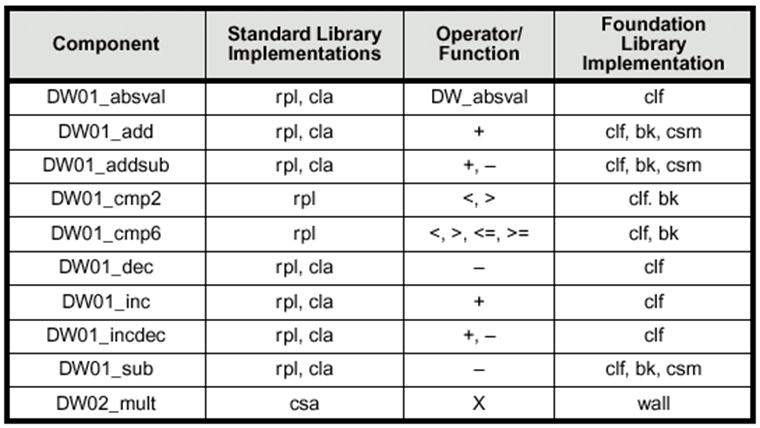 Component Standard Library Implementations Operator/ Function Foundation Library Implementation
DW01_absval rpl, cla DW_absval clf
DW01_add rpl, cla + clf, bk, csm
DW01_addsub rpl, cla +, – clf, bk, csm
DW01_cmp2 rpl <, > clf. bk
DW01_cmp6 rpl <, >, <=, >= clf, bk
DW01_dec rpl, cla – clf
DW01_inc rpl, cla + clf
DW01_incdec rpl, cla +, – clf
DW01_sub rpl, cla – clf, bk, csm
DW02_mult csa X wall